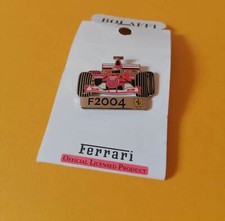 BOLAFFI
F2004
Ferrari
OFFICIAL LICENSED PRODUCT